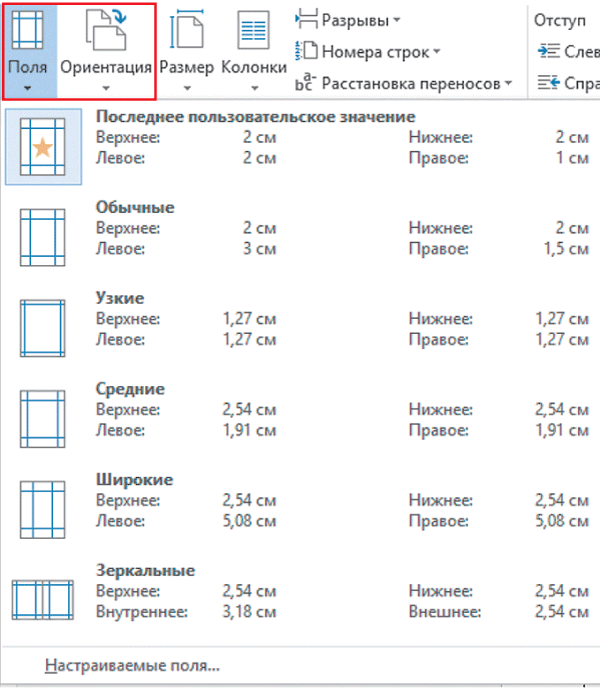 Поля
Ориентация
Размер
Колонки
Разрывы
Номера строк
Расстановка переносов
Отступ
Последнее пользовательское значение
Верхнее: 2 см Нижнее: 2 см
Левое: 2 см Правое: 1 см
Обычные
Верхнее: 2 см Нижнее: 2 см
Левое: 3 см Правое: 1,5 см
Узкие
Верхнее: 1,27 см Нижнее: 1,27 см
Левое: 1,27 см Правое: 1,27 см
Средние
Верхнее: 2,54 см Нижнее: 2,54 см
Левое: 1,91 см Правое: 1,91 см
Широкие
Верхнее: 2,54 см Нижнее: 2,54 см
Левое: 5,08 см Правое: 5,08 см
Зеркальные
Верхнее: 2,54 см Нижнее: 2,54 см
Внутреннее: 3,18 см Внешнее: 2,54 см
Настраиваемые поля...